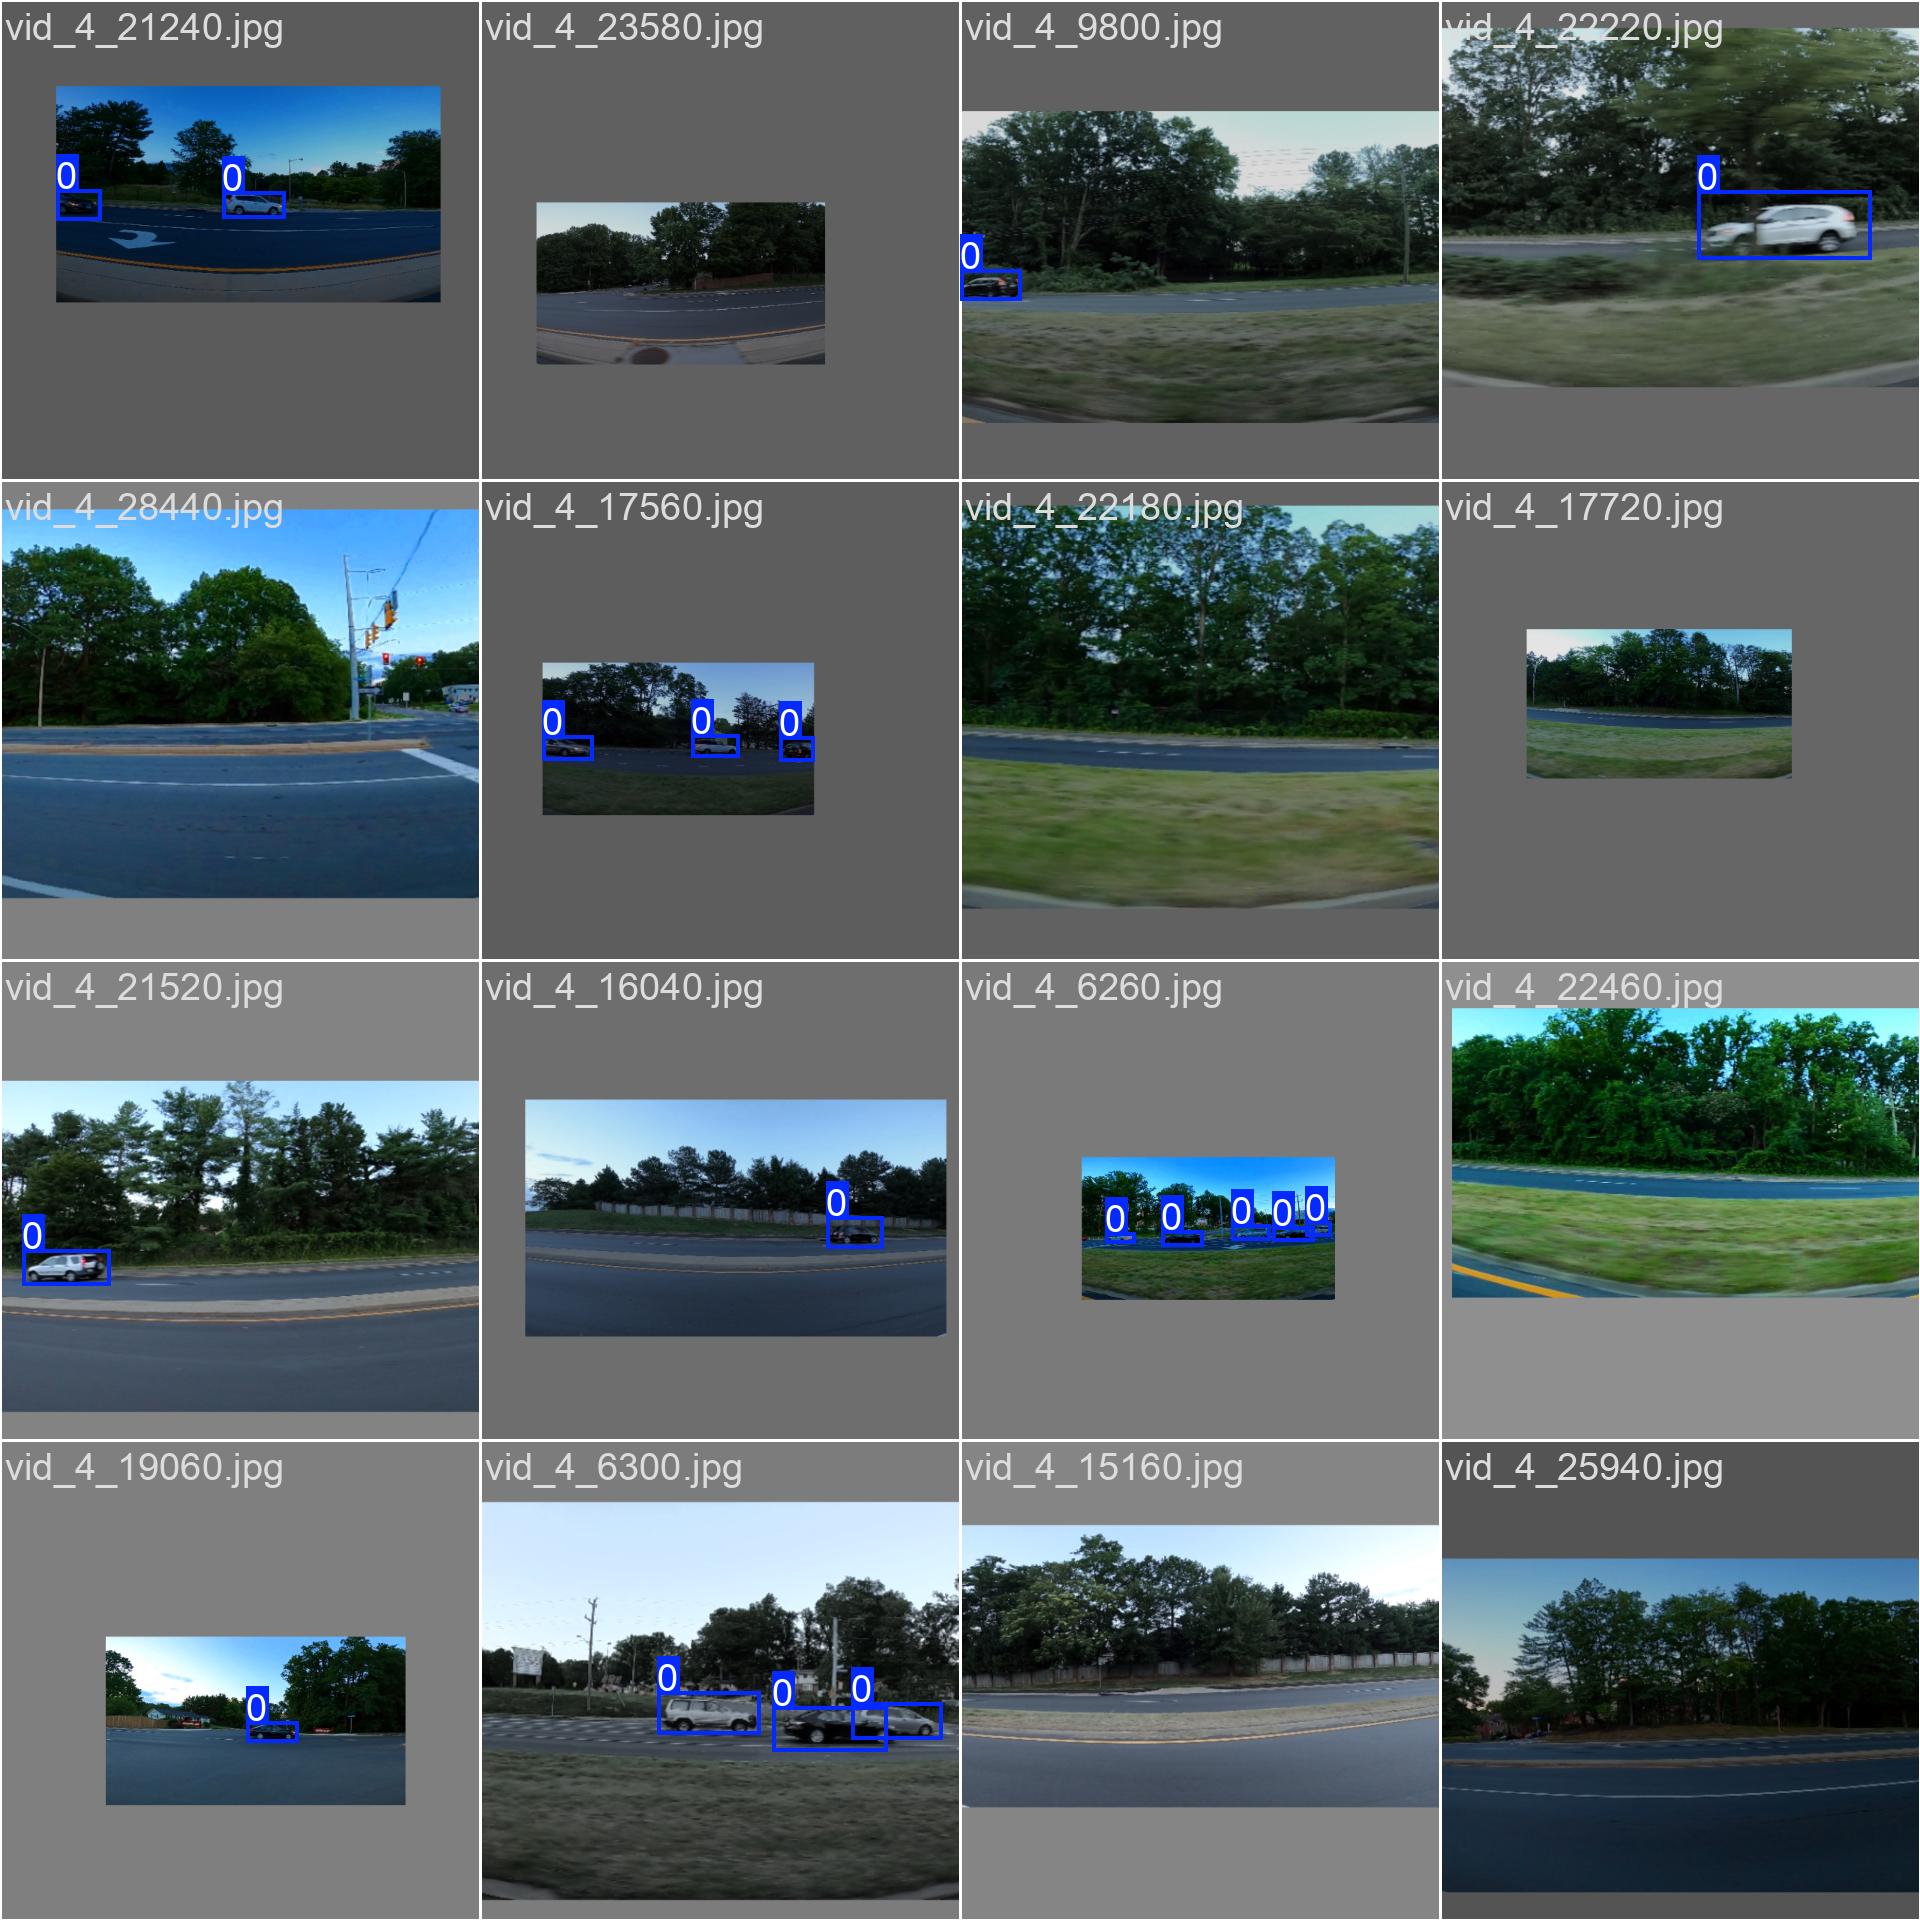 vid_4_21240.jpg
vid_4_23580.jpg
vid_4_9800.jpg
vid_4_22220.jpg
0
0
0
0
vid_4_28440.jpg
vid_4_17560.jpg
vid_4_22180.jpg
vid_4_17720.jpg
0
0
0
vid_4_21520.jpg
vid_4_16040.jpg
vid_4_6260.jpg
vid_4_22460.jpg
0
0
0
0
0
0
0
vid_4_19060.jpg
vid_4_6300.jpg
vid_4_15160.jpg
vid_4_25940.jpg
0
0
0
0